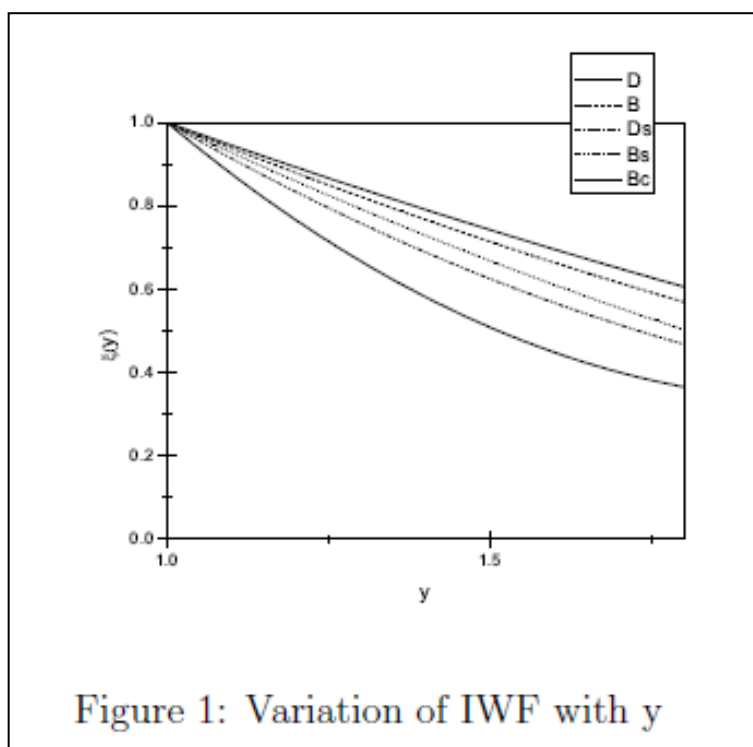 D
B
Ds
Bs
Bc
1.0
0.8
0.6
ξ(y)
0.4
0.2
0.0
1.0 1.5
y
Figure 1: Variation of IWF with y